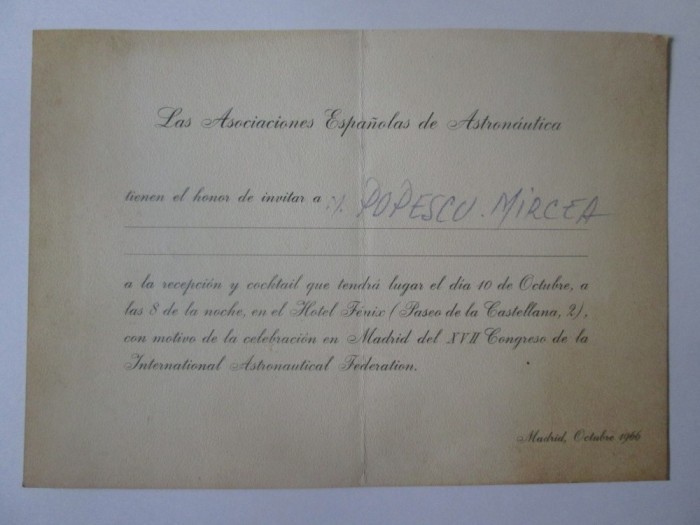 Las Asociaciones Españolas de Astronáutica
tienen el honor de invitar a POPESCU. MIRCEA
a la recepción y cocktail que tendrá lugar el dia 10 de Octubre, a
las 8 de la noche, en el Hotel Fénix (Paseo de la Castellana, 2),
con motivo de la celebración en Madrid del XVII Congreso de la
International Astronautical Federation.
Madrid, Octubre 1966